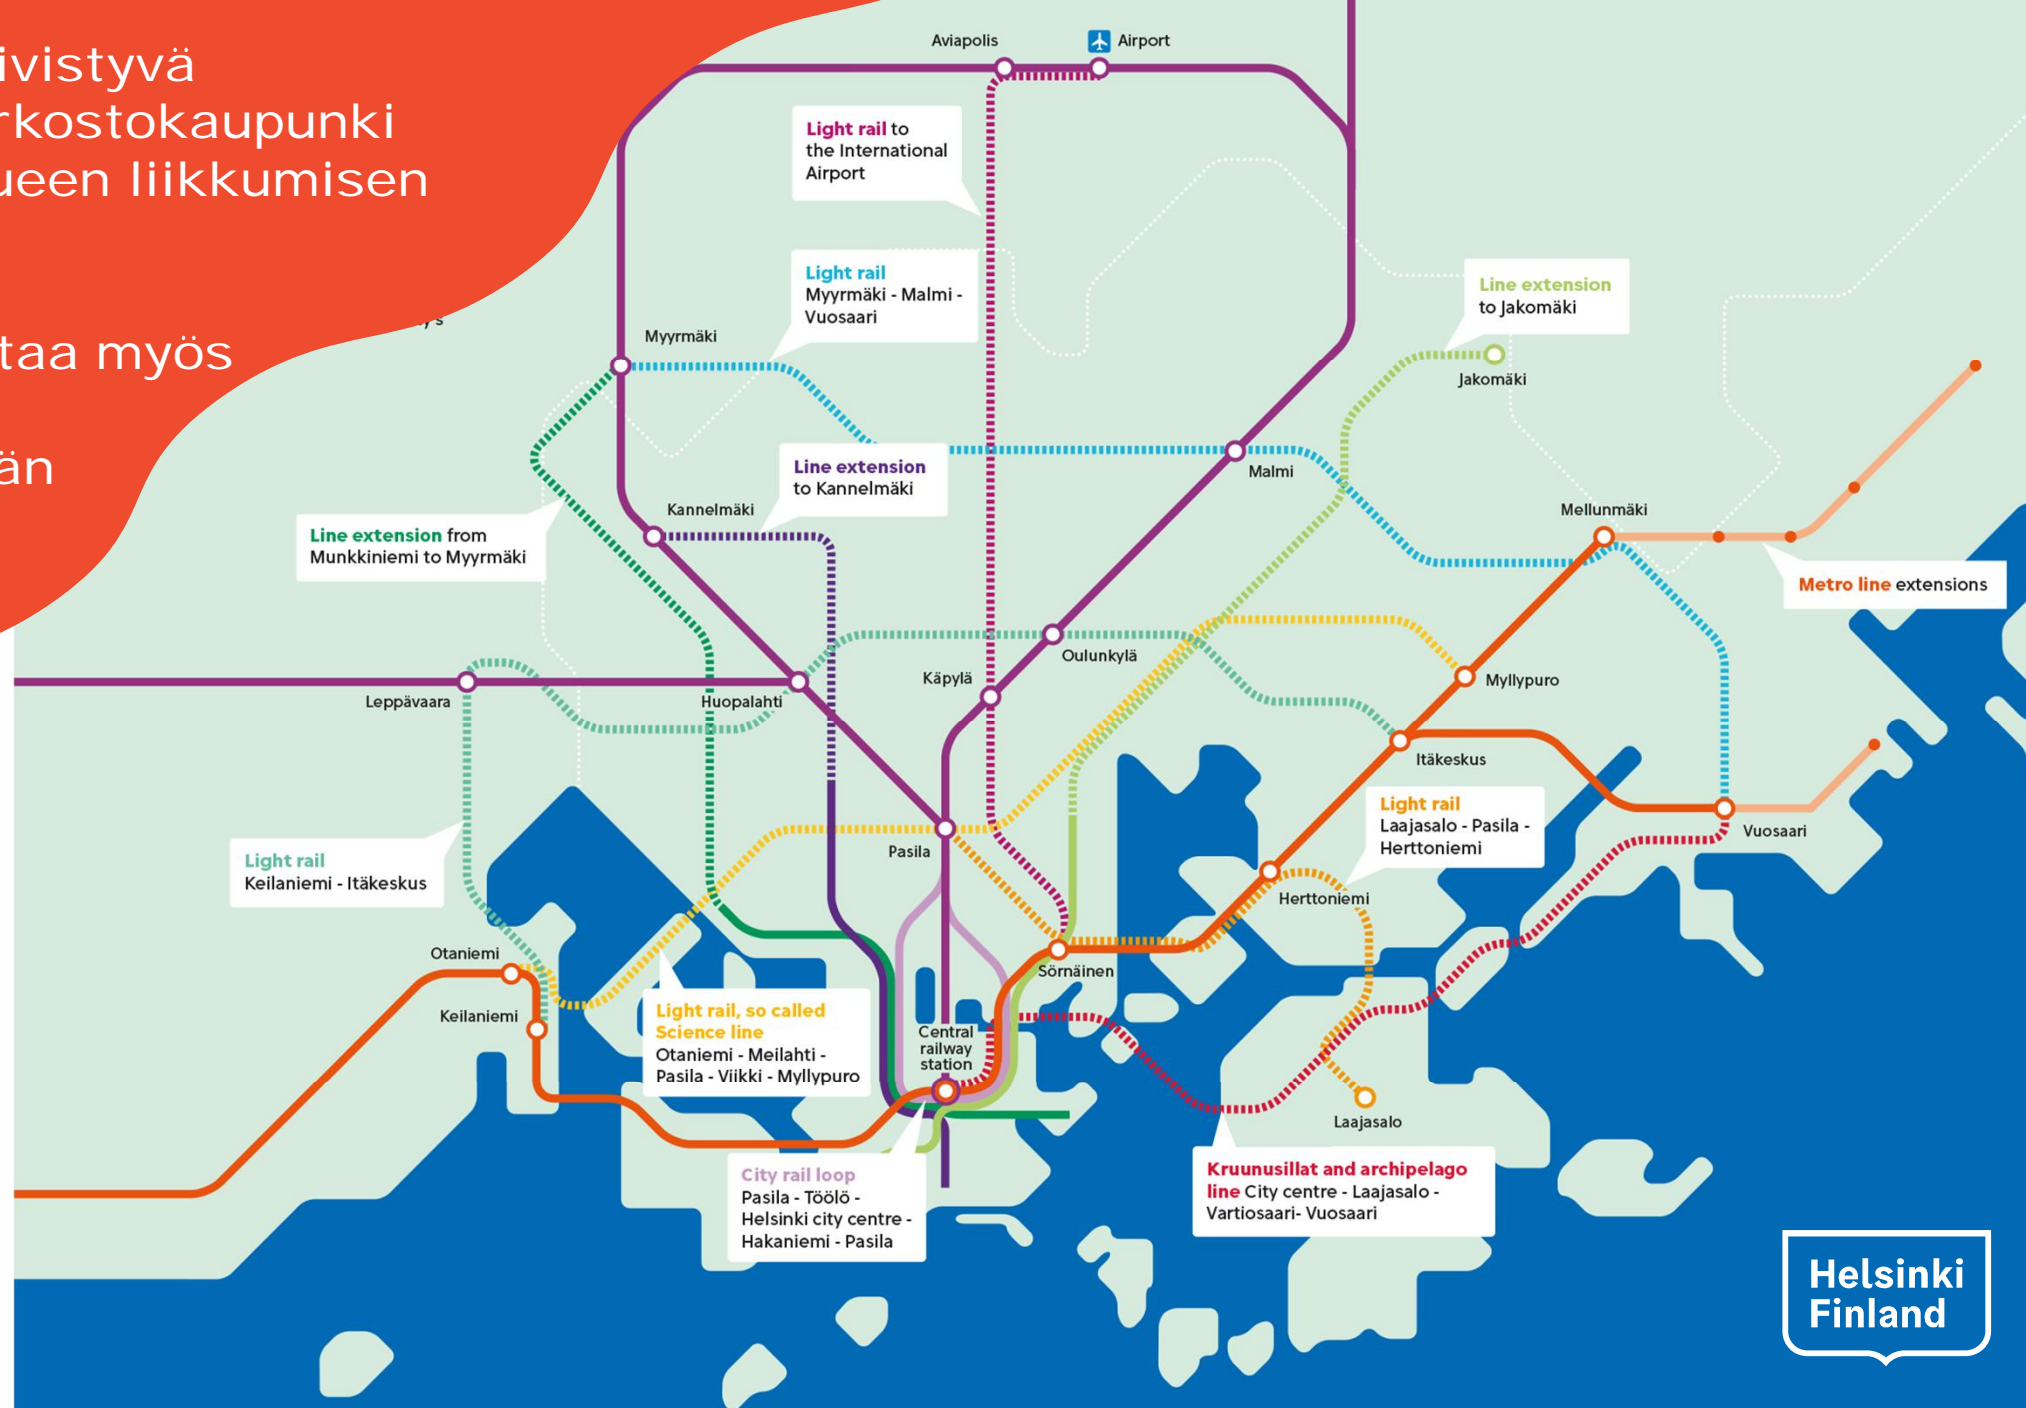 ivistyvä
rkostokaupunki
ueen liikkumisen
taa myös
än
Aviapolis
Airport
Light rail to
the International
Airport
Light rail
Myyrmäki - Malmi -
Vuosaari
Line extension
to Jakomäki
Myyrmäki
Jakomäki
Line extension
to Kannelmäki
Malmi
Kannelmäki
Mellunmäki
Line extension from
Munkkiniemi to Myyrmäki
Metro line extensions
Oulunkylä
Käpylä
Myllypuro
Leppävaara
Huopalahti
Itäkeskus
Light rail
Laajasalo - Pasila -
Herttoniemi
Vuosaari
Pasila
Light rail
Keilaniemi - Itäkeskus
Herttoniemi
Otaniemi
Sörnäinen
Keilaniemi
Light rail, so called
Science line
Otaniemi - Meilahti -
Pasila - Viikki - Myllypuro
Central
railway
station
Laajasalo
City rail loop
Pasila - Töölö -
Helsinki city centre -
Hakaniemi - Pasila
Kruunusillat and archipelago
line City centre - Laajasalo -
Vartiosaari- Vuosaari
Helsinki
Finland